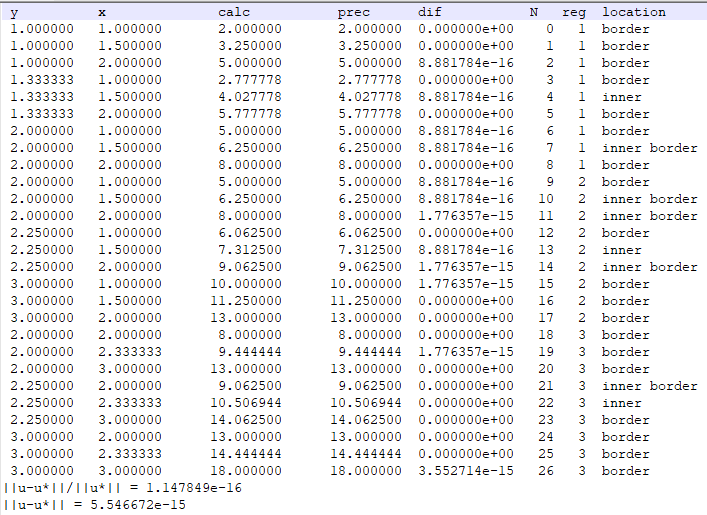 y x calc prec dif N reg location
1.000000 1.000000 2.000000 2.000000 0.000000e+00 0 1 border
1.000000 1.500000 3.250000 3.250000 0.000000e+00 1 1 border
1.000000 2.000000 5.000000 5.000000 8.881784e-16 2 1 border
1.333333 1.000000 2.777778 2.777778 0.000000e+00 3 1 border
1.333333 1.500000 4.027778 4.027778 8.881784e-16 4 1 inner
1.333333 2.000000 5.777778 5.777778 0.000000e+00 5 1 border
2.000000 1.000000 5.000000 5.000000 8.881784e-16 6 1 border
2.000000 1.500000 6.250000 6.250000 8.881784e-16 7 1 inner border
2.000000 2.000000 8.000000 8.000000 0.000000e+00 8 1 border
2.000000 1.000000 5.000000 5.000000 8.881784e-16 9 2 border
2.000000 1.500000 6.250000 6.250000 8.881784e-16 10 2 inner border
2.000000 2.000000 8.000000 8.000000 1.776357e-15 11 2 inner border
2.250000 1.000000 6.062500 6.062500 0.000000e+00 12 2 border
2.250000 1.500000 7.312500 7.312500 8.881784e-16 13 2 inner
2.250000 2.000000 9.062500 9.062500 1.776357e-15 14 2 inner border
3.000000 1.000000 10.000000 10.000000 1.776357e-15 15 2 border
3.000000 1.500000 11.250000 11.250000 0.000000e+00 16 2 border
3.000000 2.000000 13.000000 13.000000 0.000000e+00 17 2 border
2.000000 2.000000 8.000000 8.000000 0.000000e+00 18 3 border
2.000000 2.333333 9.444444 9.444444 1.776357e-15 19 3 border
2.000000 3.000000 13.000000 13.000000 0.000000e+00 20 3 border
2.250000 2.000000 9.062500 9.062500 0.000000e+00 21 3 inner border
2.250000 2.333333 10.506944 10.506944 0.000000e+00 22 3 inner
2.250000 3.000000 14.062500 14.062500 0.000000e+00 23 3 border
3.000000 2.000000 13.000000 13.000000 0.000000e+00 24 3 border
3.000000 2.333333 14.444444 14.444444 0.000000e+00 25 3 border
3.000000 3.000000 18.000000 18.000000 3.552714e-15 26 3 border
||u-u*||/||u*|| = 1.147849e-16
||u-u*|| = 5.546672e-15